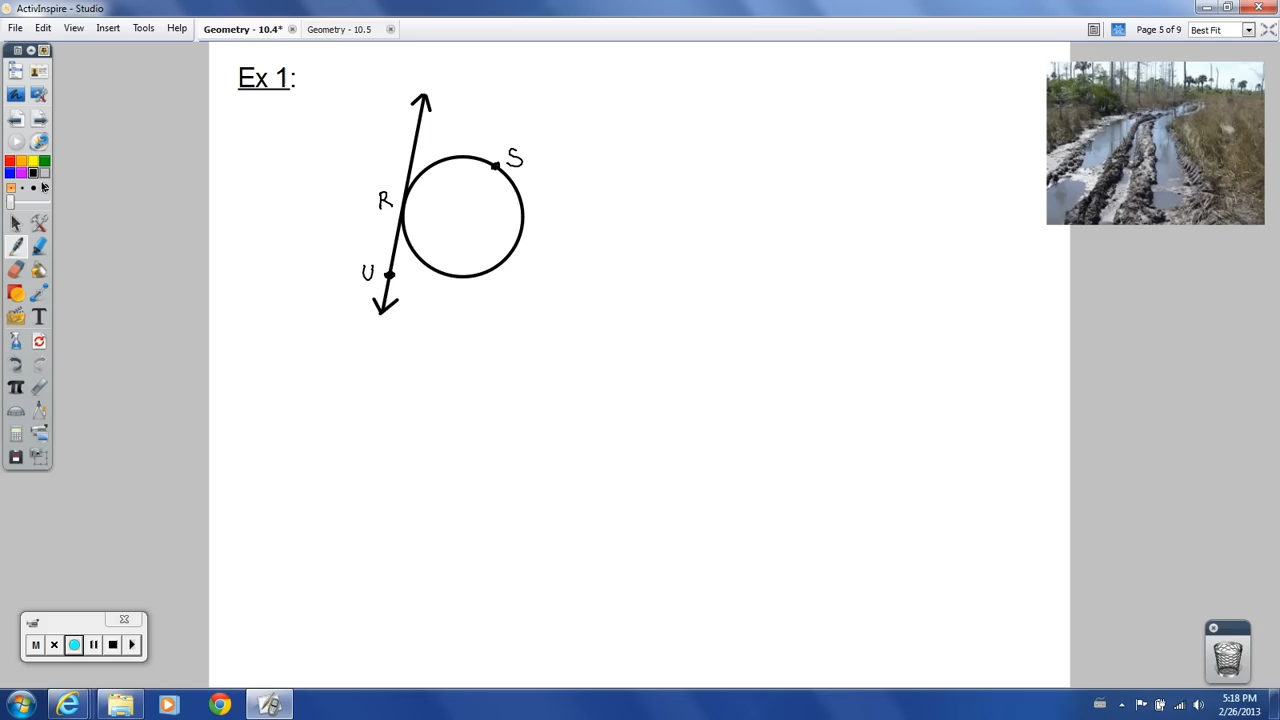 ActivInspire - Studio
File Edit View Insert Tools Help
Geometry - 10.4* Geometry - 10.5
Page 5 of 9 Best Fit
Ex 1:
S
R
U
T
M
5:18 PM
2/26/2013